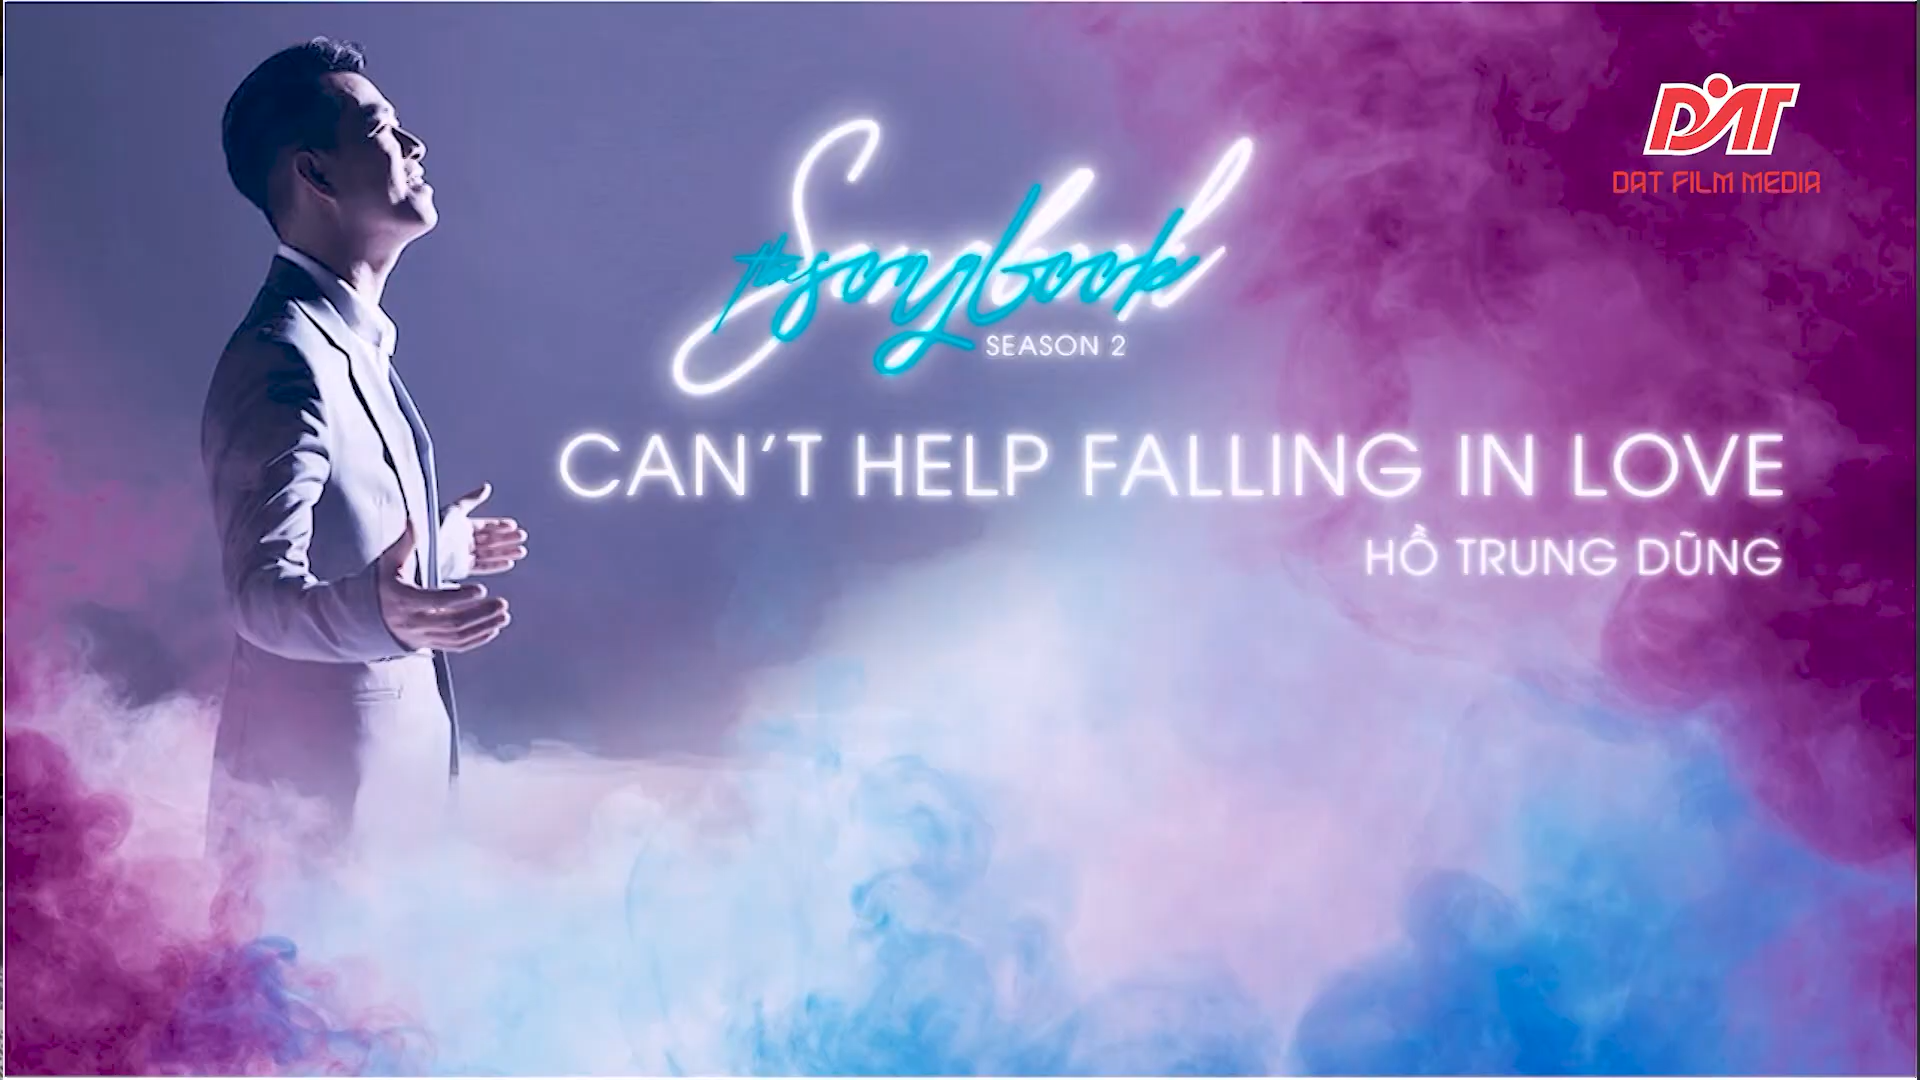 DAT
DAT FILM MEDIA
the Songbook
SEASON 2
CAN'T HELP FALLING IN LOVE
HỒ TRUNG DŨNG